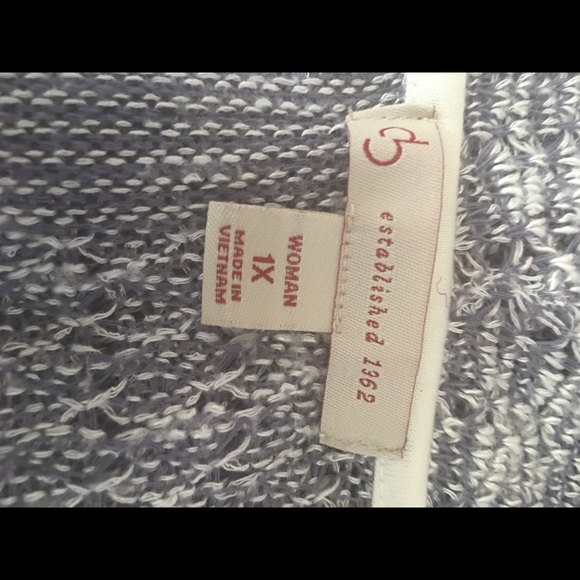 cb
established 1962
WOMAN
1X
MADE IN
VIETNAM